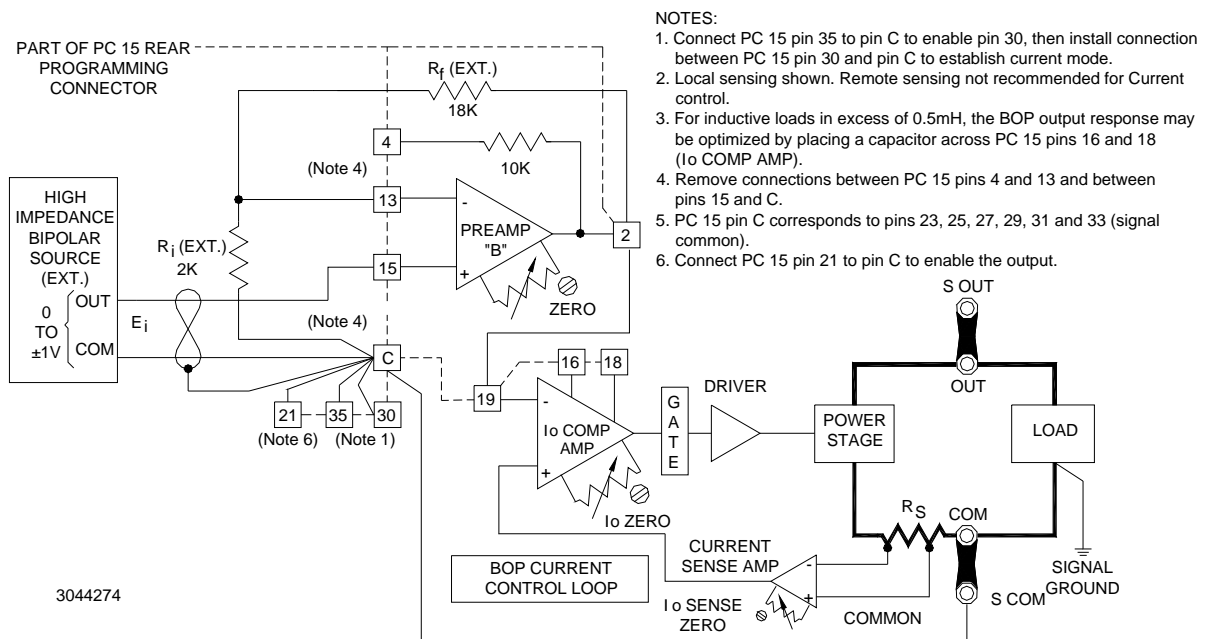 NOTES:
1. Connect PC 15 pin 35 to pin C to enable pin 30, then install connection
between PC 15 pin 30 and pin C to establish current mode.
2. Local sensing shown. Remote sensing not recommended for Current
control.
3. For inductive loads in excess of 0.5mH, the BOP output response may
be optimized by placing a capacitor across PC 15 pins 16 and 18
(Io COMP AMP).
4. Remove connections between PC 15 pins 4 and 13 and between
pins 15 and C.
5. PC 15 pin C corresponds to pins 23, 25, 27, 29, 31 and 33 (signal
common).
6. Connect PC 15 pin 21 to pin C to enable the output.
PART OF PC 15 REAR
PROGRAMMING
CONNECTOR
Rf (EXT.)
18K
4
10K
(Note 4)
13
-
PREAMP
"B"
+
2
15
ZERO
HIGH
IMPEDANCE
BIPOLAR
SOURCE
(EXT.)
0
TO
±1V
OUT
COM
Ri (EXT.)
2K
Ei
(Note 4)
C
21
35
30
(Note 6)
(Note 1)
19
16
18
-
Io COMP
AMP
+
Io ZERO
GATE
DRIVER
POWER
STAGE
S OUT
OUT
LOAD
RS
COM
S COM
SIGNAL
GROUND
CURRENT
SENSE AMP
-
+
Io SENSE
ZERO
COMMON
BOP CURRENT
CONTROL LOOP
3044274